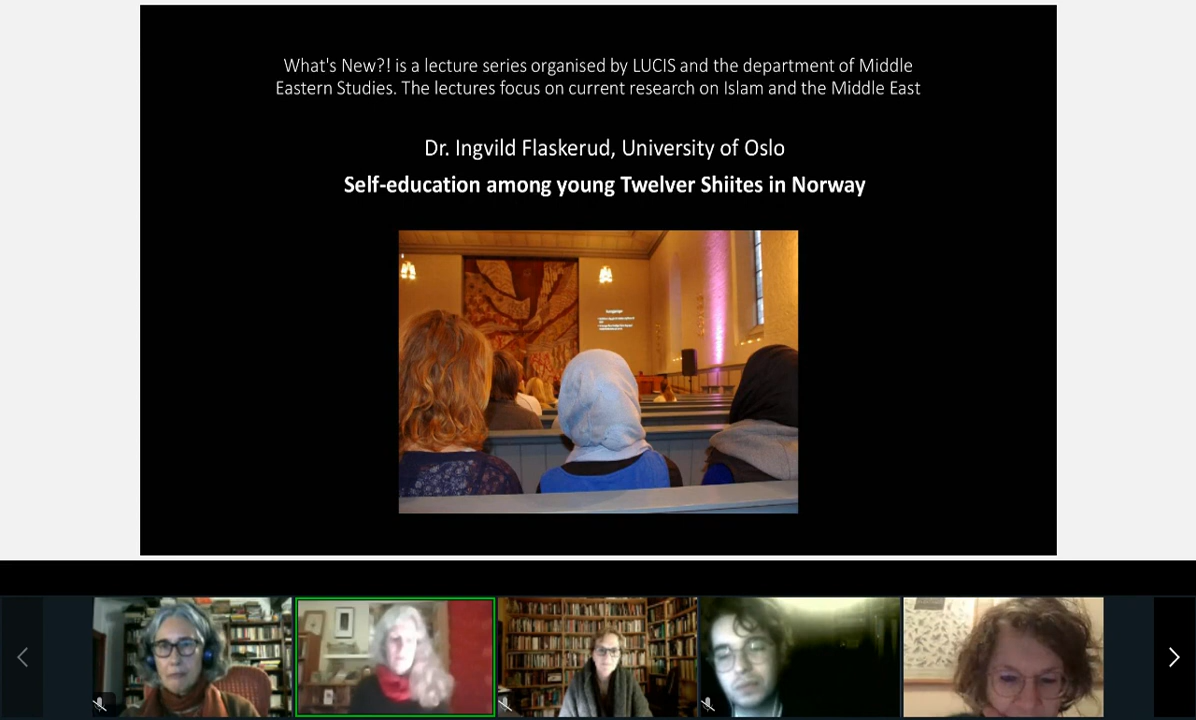 What's New?! is a lecture series organised by LUCIS and the department of Middle
Eastern Studies. The lectures focus on current research on Islam and the Middle East
Dr. Ingvild Flaskerud, University of Oslo
Self-education among young Twelver Shiites in Norway